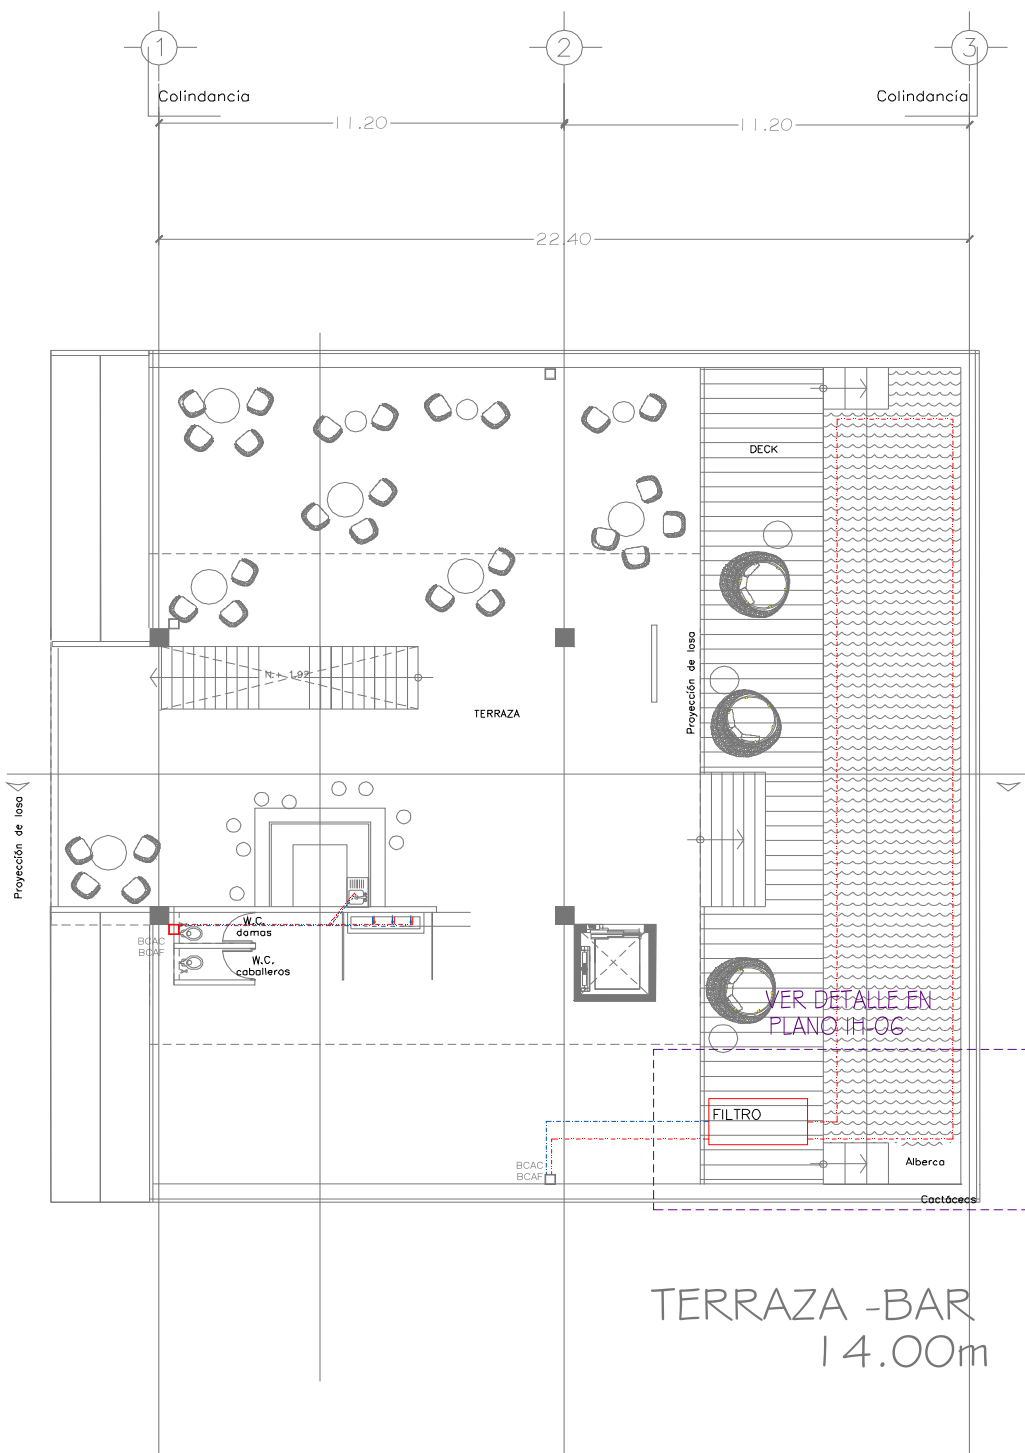 1
2
3
Colindancia
Colindancia
11.20
11.20
22.40
DECK
N.+ 1.92
Proyección de losa
TERRAZA
Proyección de losa
W.C.
damas
BCAC
BCAF
W.C.
caballeros
VER DETALLE EN
PLANO IH-06
FILTRO
BCAC
BCAF
Alberca
Cactáceas
TERRAZA -BAR
14.00m